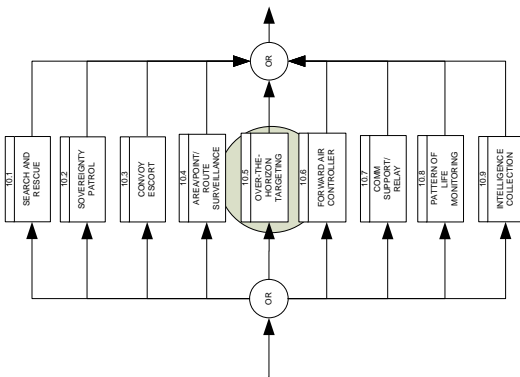 OR
10.1
SEARCH AND
RESCUE
10.2
SOVEREIGNTY
PATROL
10.3
CONVOY
ESCORT
10.4
AREA/POINT/
ROUTE
SURVEILLANCE
10.5
OVER-THE-
HORIZON
TARGETING
10.6
FORWARD AIR
CONTROLLER
10.7
COMM
SUPPORT/
RELAY
10.8
PATTERN OF
LIFE
MONITORING
10.9
INTELLIGENCE
COLLECTION
OR